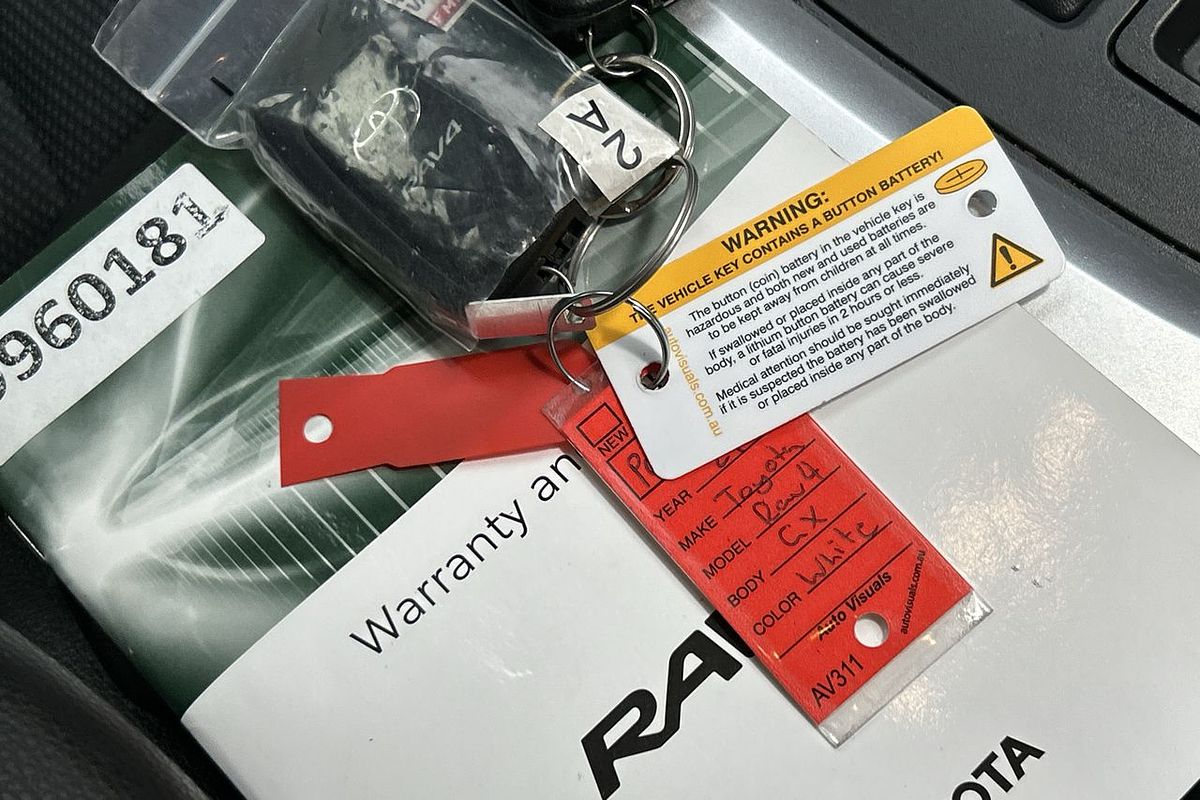 RAV4
2A
9960181
WARNING:
THE VEHICLE KEY CONTAINS A BUTTON BATTERY!
The button (coin) battery in the vehicle key is
hazardous and both new and used batteries are
to be kept away from children at all times.
If swallowed or placed inside any part of the
body, a lithium button battery can cause severe
or fatal injuries in 2 hours or less.
Medical attention should be sought immediately
if it is suspected the battery has been swallowed
or placed inside any part of the body.
autovisuals.com.au
NEW
YEAR
MAKE Toyota
MODEL Rav4
BODY GX
COLOR White
Auto Visuals
autovisuals.com.au
AV311
Warranty an
RAV
OTA